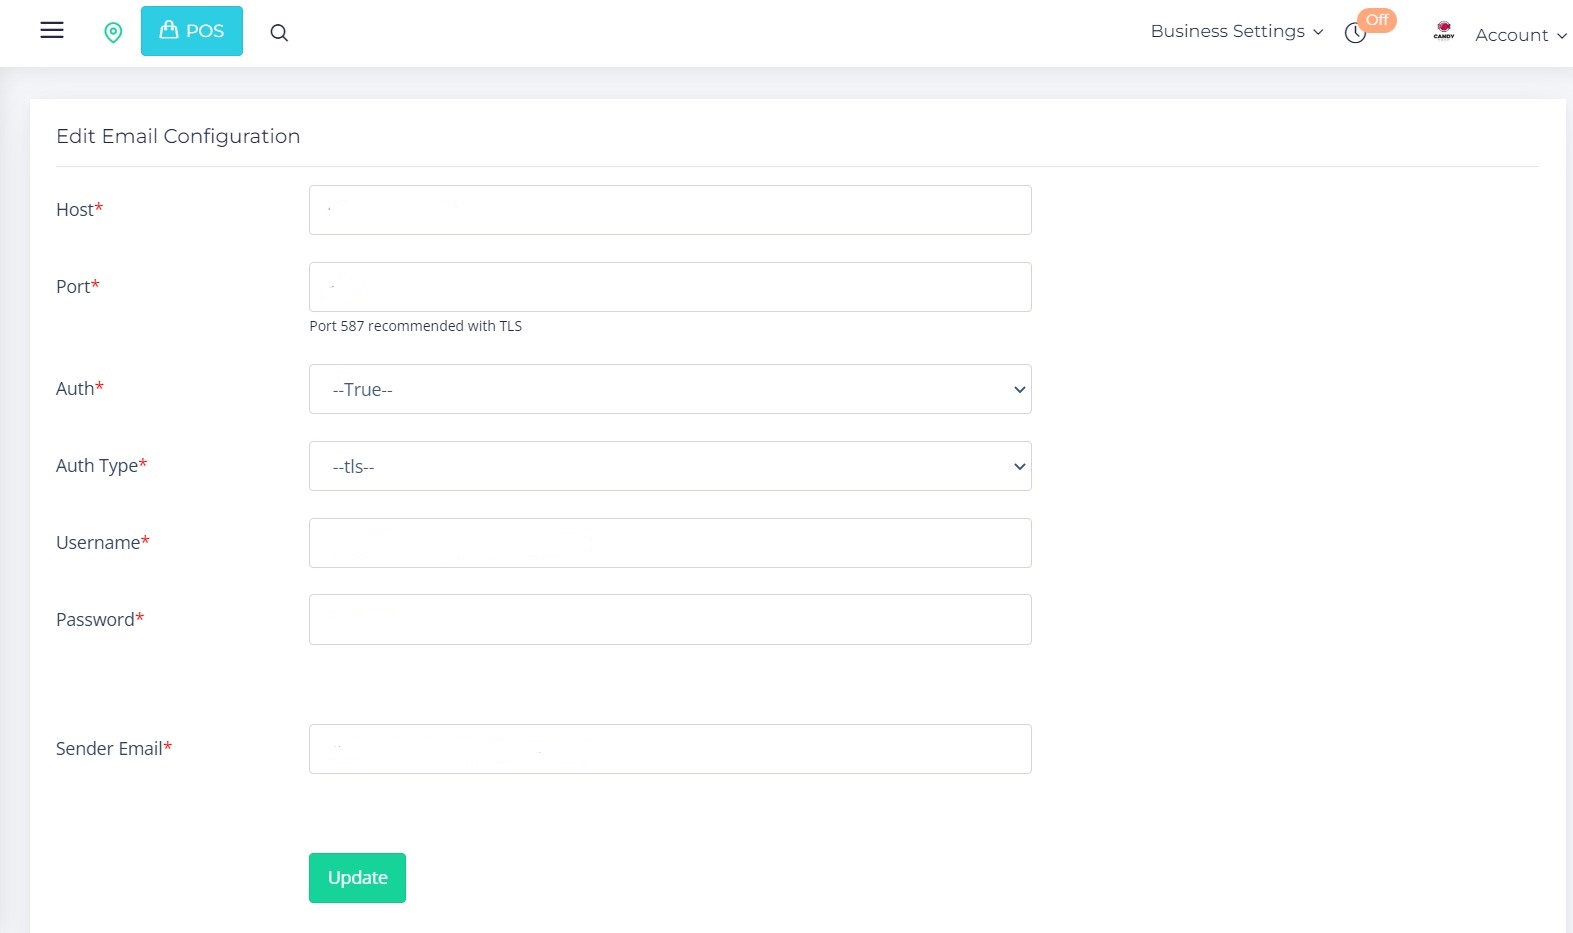 POS
Business Settings
Off
CANDY
Account
Edit Email Configuration
Host*
Port*
Port 587 recommended with TLS
Auth*
--True--
Auth Type*
--tls--
Username*
Password*
Sender Email*
Update